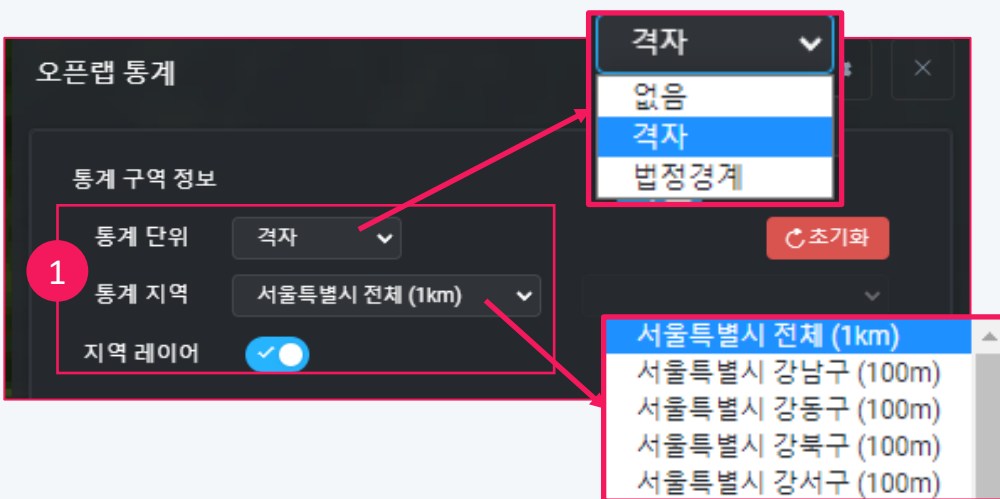 오픈랩 통계
격자
없음
격자
법정경계
통계 구역 정보
통계 단위
격자
초기화
1
통계 지역
서울특별시 전체 (1km)
지역 레이어
서울특별시 전체 (1km)
서울특별시 강남구 (100m)
서울특별시 강동구 (100m)
서울특별시 강북구 (100m)
서울특별시 강서구 (100m)